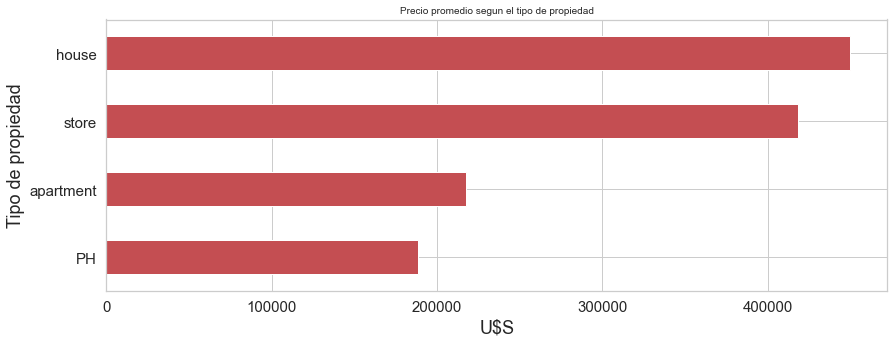 Precio promedio segun el tipo de propiedad
Tipo de propiedad
house
store
apartment
PH
0 100000 200000 300000 400000
U$S